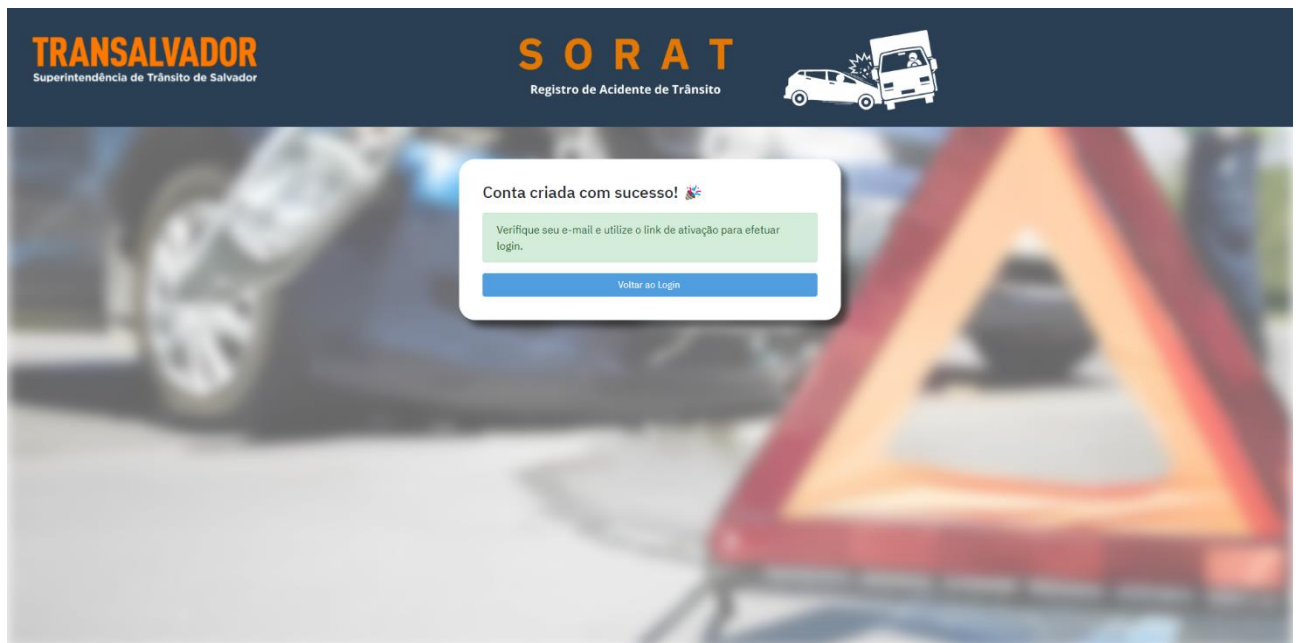 TRANSALVADOR
Superintendência de Trânsito de Salvador
SORAT
Registro de Acidente de Trânsito
Conta criada com sucesso! 🎉
Verifique seu e-mail e utilize o link de ativação para efetuar
login.
Voltar ao Login